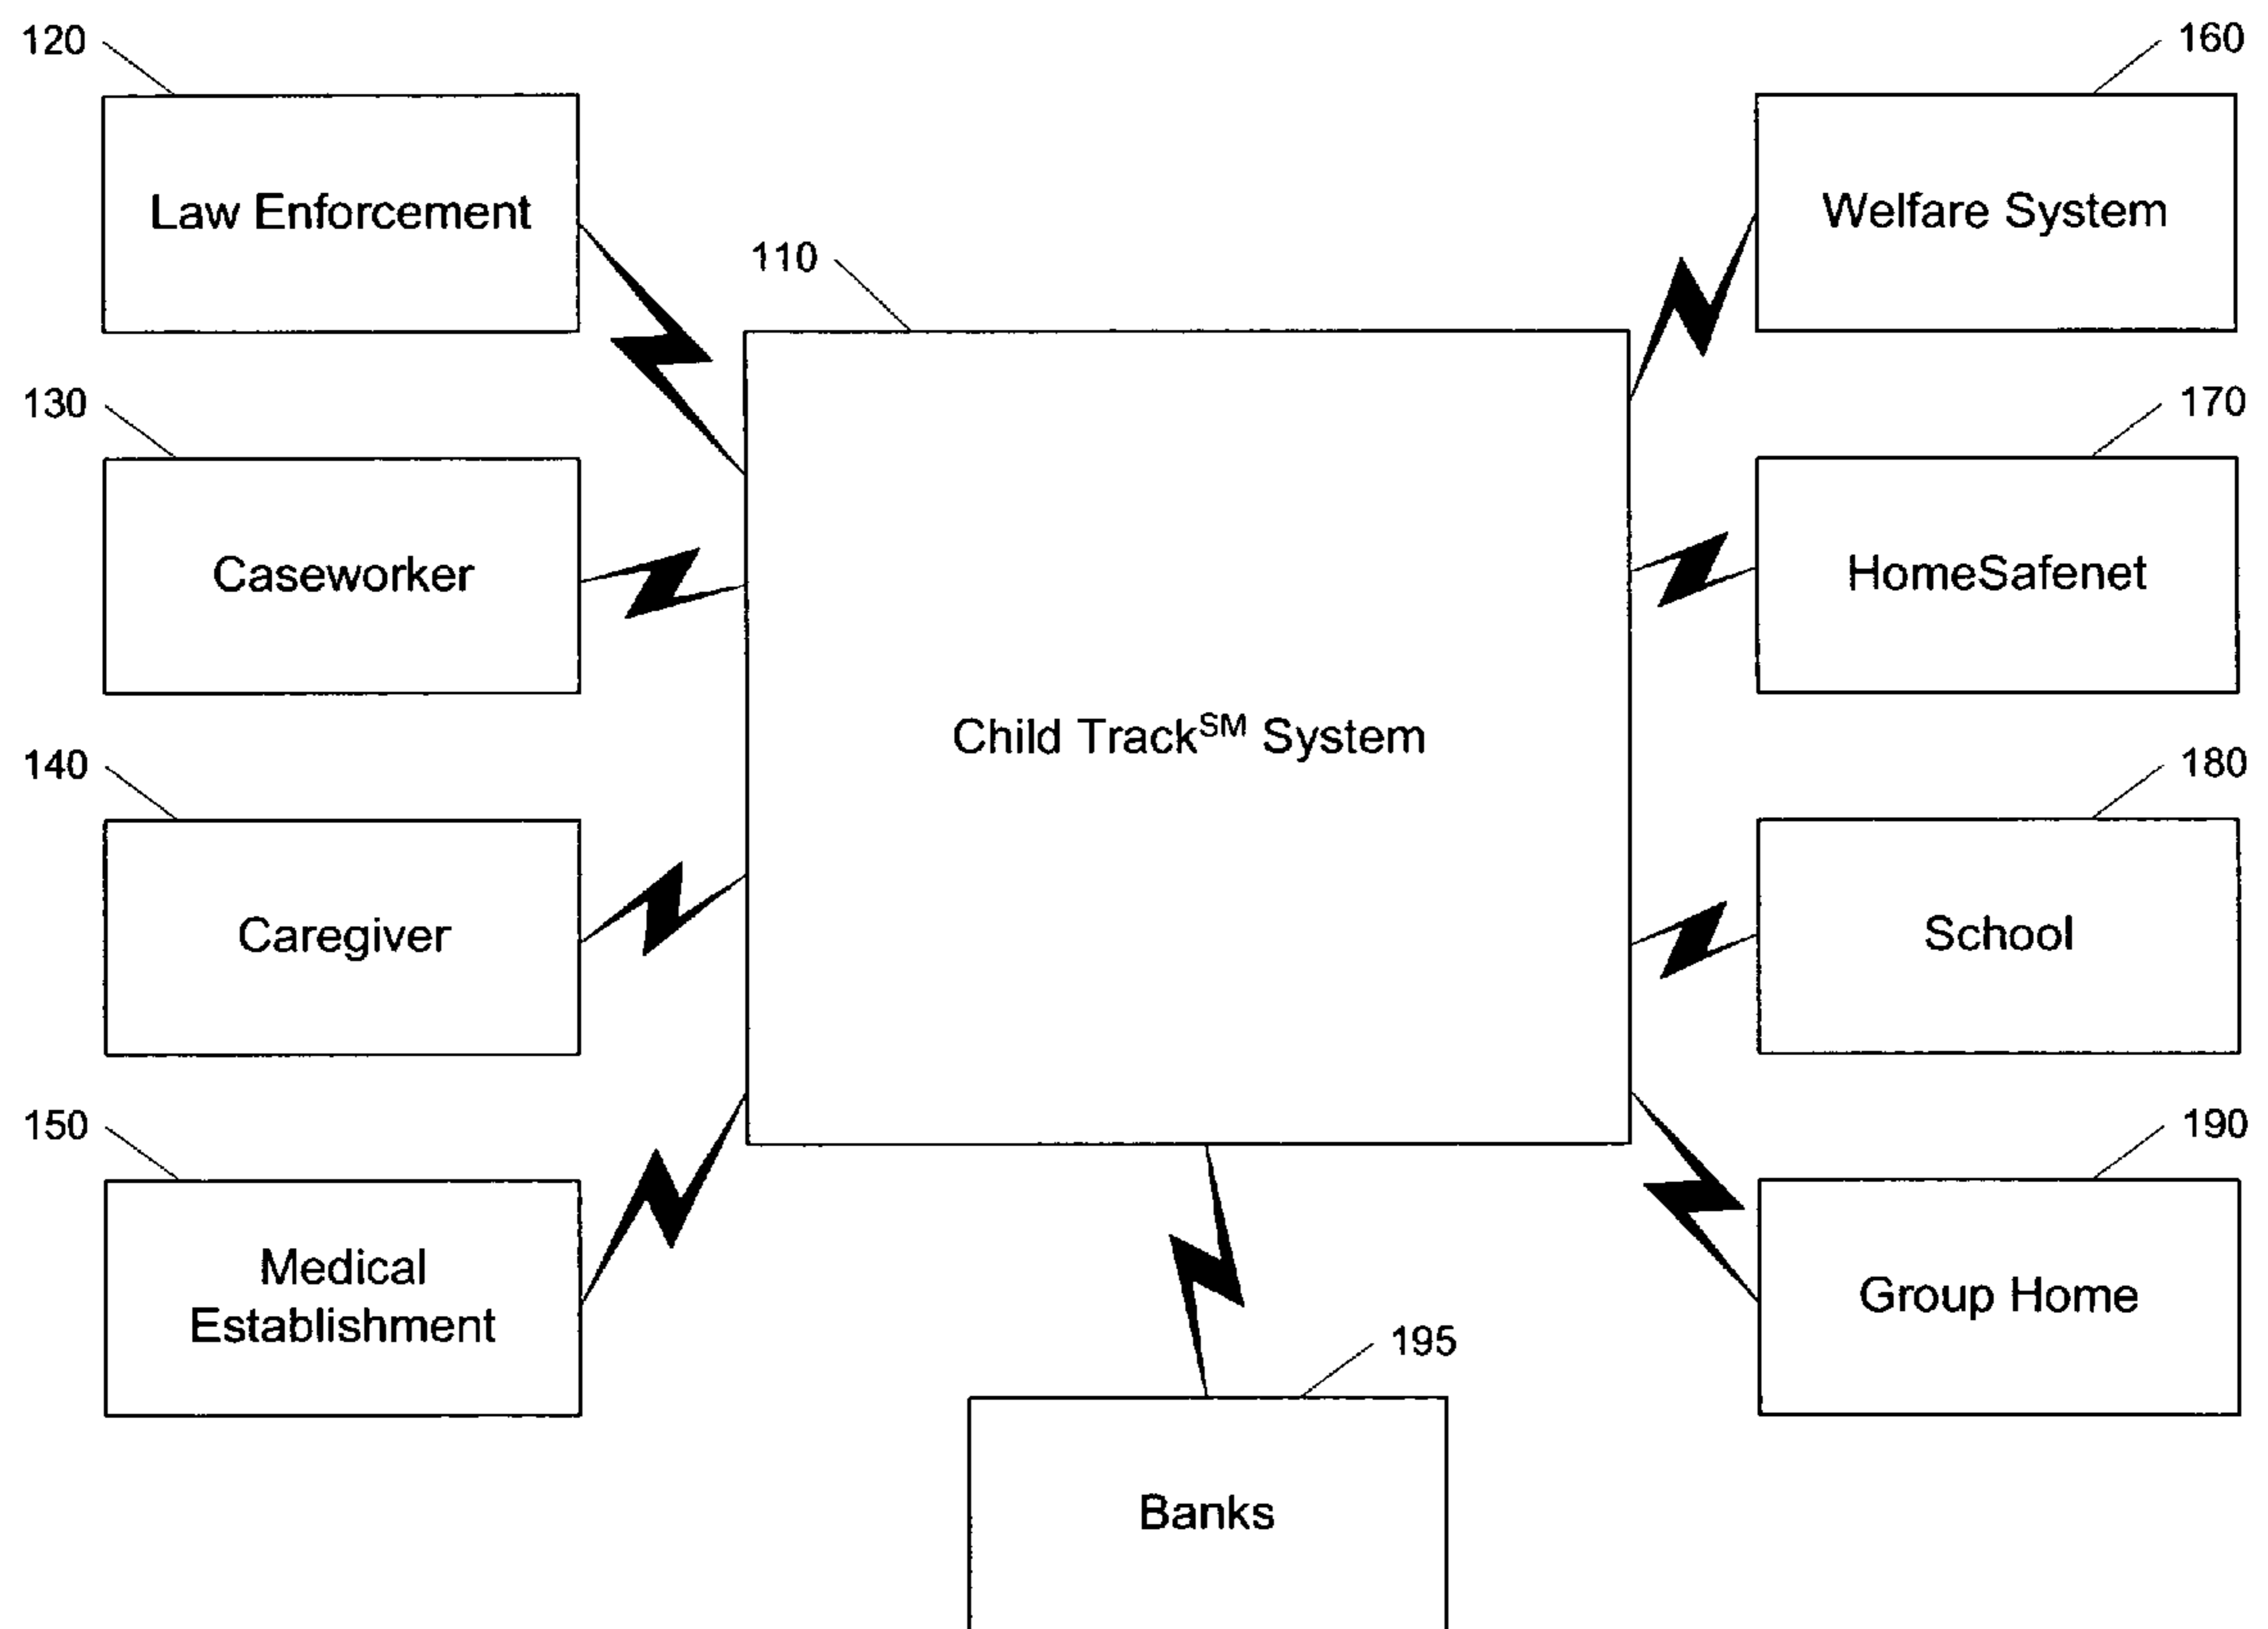 120
160
Law Enforcement
Welfare System
110
130
170
Caseworker
HomeSafenet
Child Track℠ System
140
180
Caregiver
School
150
190
Medical
Establishment
Group Home
195
Banks